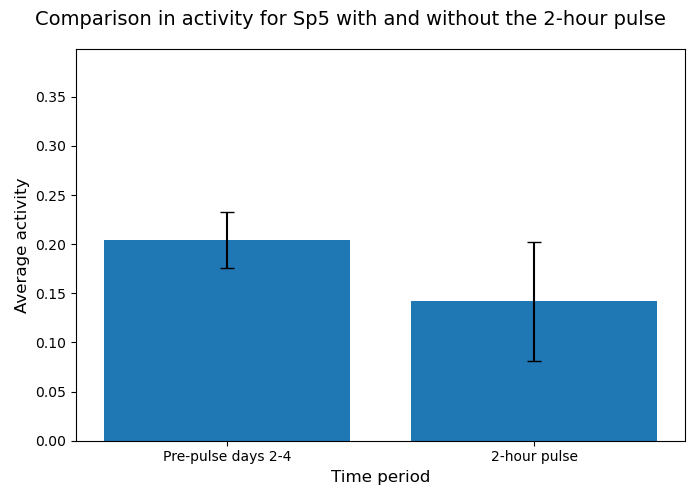 Comparison in activity for Sp5 with and without the 2-hour pulse
Average activity
0.35
0.30
0.25
0.20
0.15
0.10
0.05
0.00
Pre-pulse days 2-4
2-hour pulse
Time period